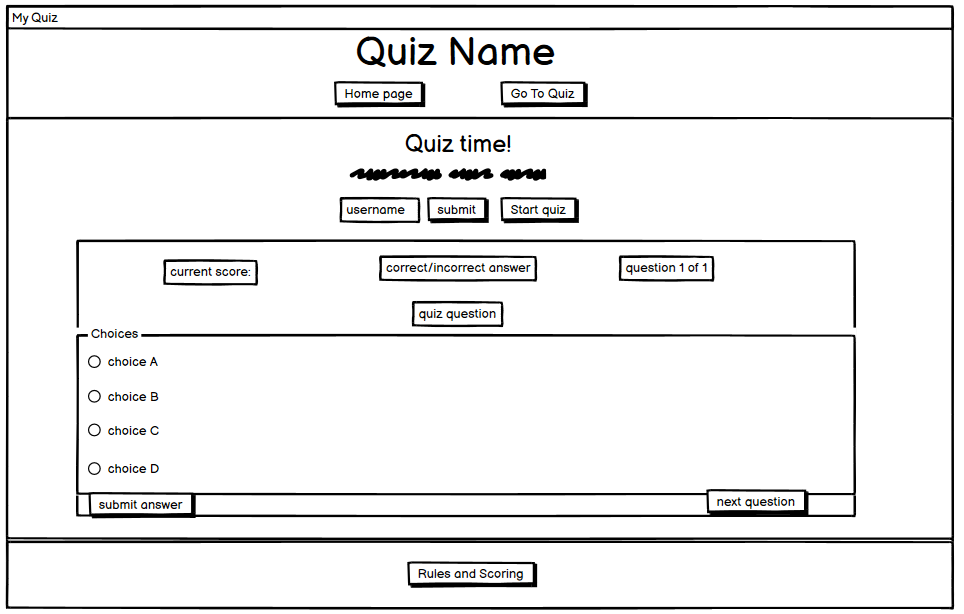 My Quiz
Quiz Name
Home page
Go To Quiz
Quiz time!
username
submit
Start quiz
current score:
correct/incorrect answer
question 1 of 1
quiz question
Choices
choice A
choice B
choice C
choice D
submit answer
next question
Rules and Scoring